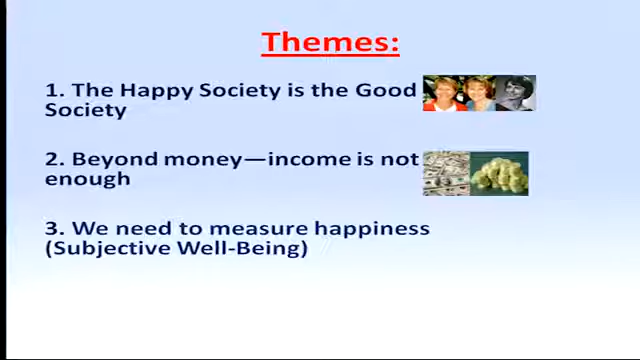 Themes:
1. The Happy Society is the Good
Society
2. Beyond money—income is not
enough
3. We need to measure happiness
(Subjective Well-Being)